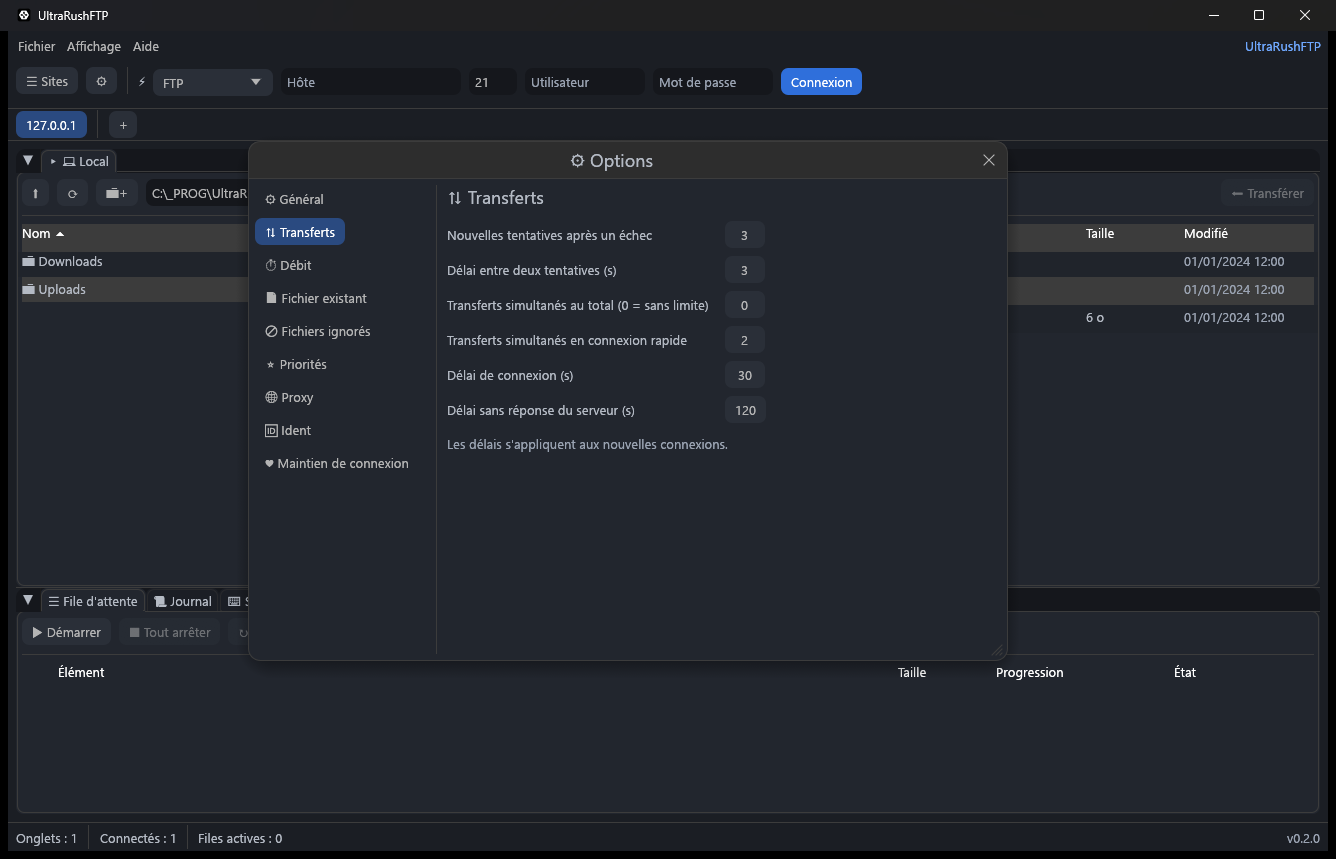 UltraRushFTP
Fichier Affichage Aide UltraRushFTP
Sites FTP Hôte 21 Utilisateur Mot de passe Connexion
127.0.0.1 +
Local
Options
C:\_PROG\UltraR
Transférer
Nom Taille Modifié
Downloads 01/01/2024 12:00
Uploads 01/01/2024 12:00
6 o 01/01/2024 12:00
Général
Transferts
Débit
Fichier existant
Fichiers ignorés
Priorités
Proxy
ID Ident
Maintien de connexion
Transferts
Nouvelles tentatives après un échec 3
Délai entre deux tentatives (s) 3
Transferts simultanés au total (0 = sans limite) 0
Transferts simultanés en connexion rapide 2
Délai de connexion (s) 30
Délai sans réponse du serveur (s) 120
Les délais s'appliquent aux nouvelles connexions.
File d'attente Journal
Démarrer Tout arrêter
Élément Taille Progression État
Onglets : 1 Connectés : 1 Files actives : 0 v0.2.0